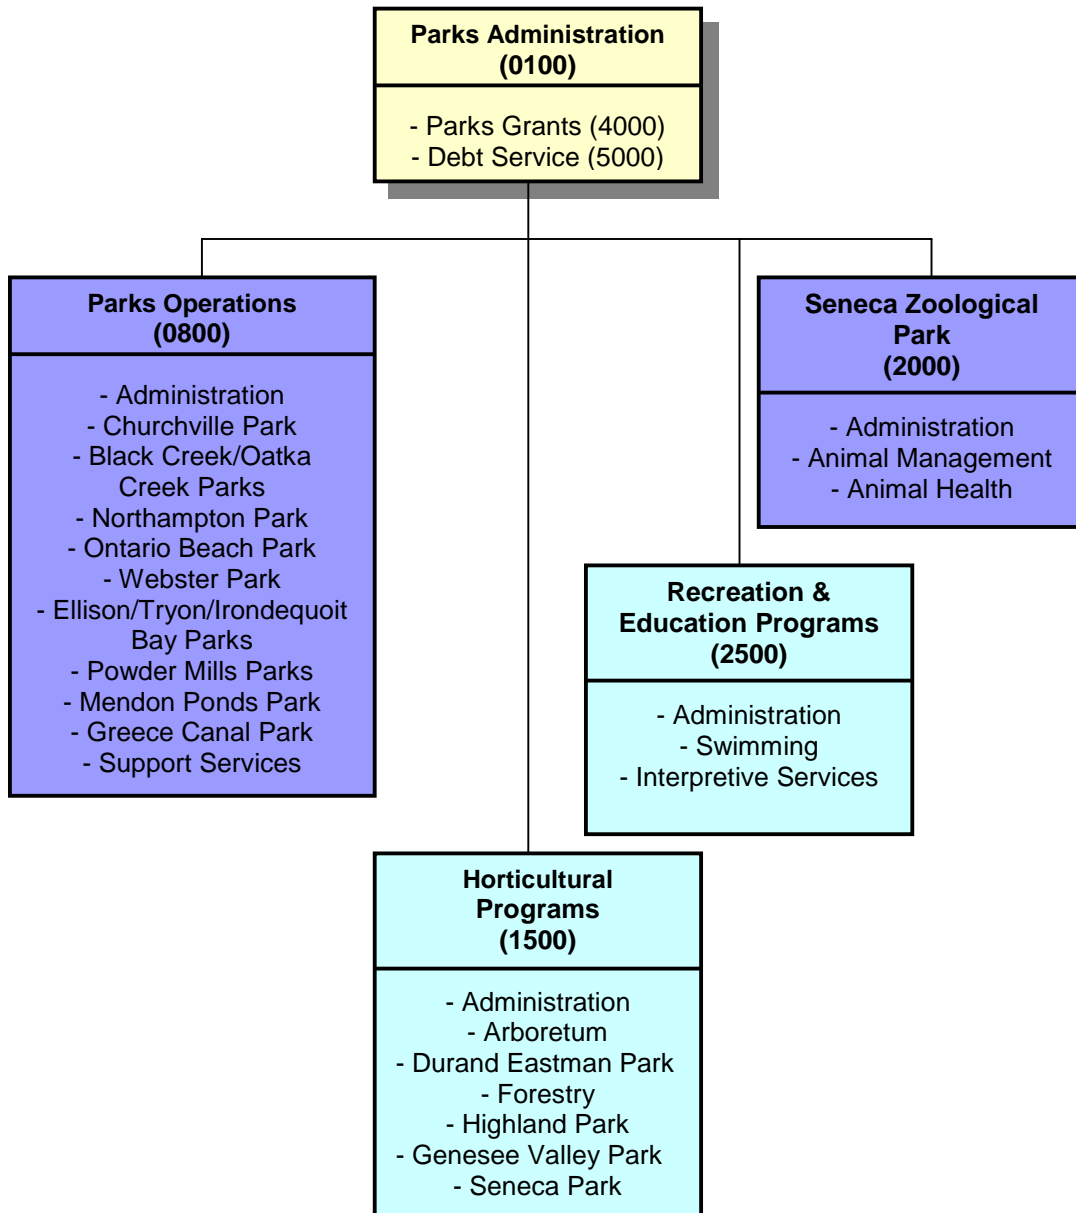 Parks Administration
(0100)
- Parks Grants (4000)
- Debt Service (5000)
Parks Operations
(0800)
- Administration
- Churchville Park
- Black Creek/Oatka
Creek Parks
- Northampton Park
- Ontario Beach Park
- Webster Park
- Ellison/Tryon/Irondequoit
Bay Parks
- Powder Mills Parks
- Mendon Ponds Park
- Greece Canal Park
- Support Services
Seneca Zoological
Park
(2000)
- Administration
- Animal Management
- Animal Health
Recreation &
Education Programs
(2500)
- Administration
- Swimming
- Interpretive Services
Horticultural
Programs
(1500)
- Administration
- Arboretum
- Durand Eastman Park
- Forestry
- Highland Park
- Genesee Valley Park
- Seneca Park